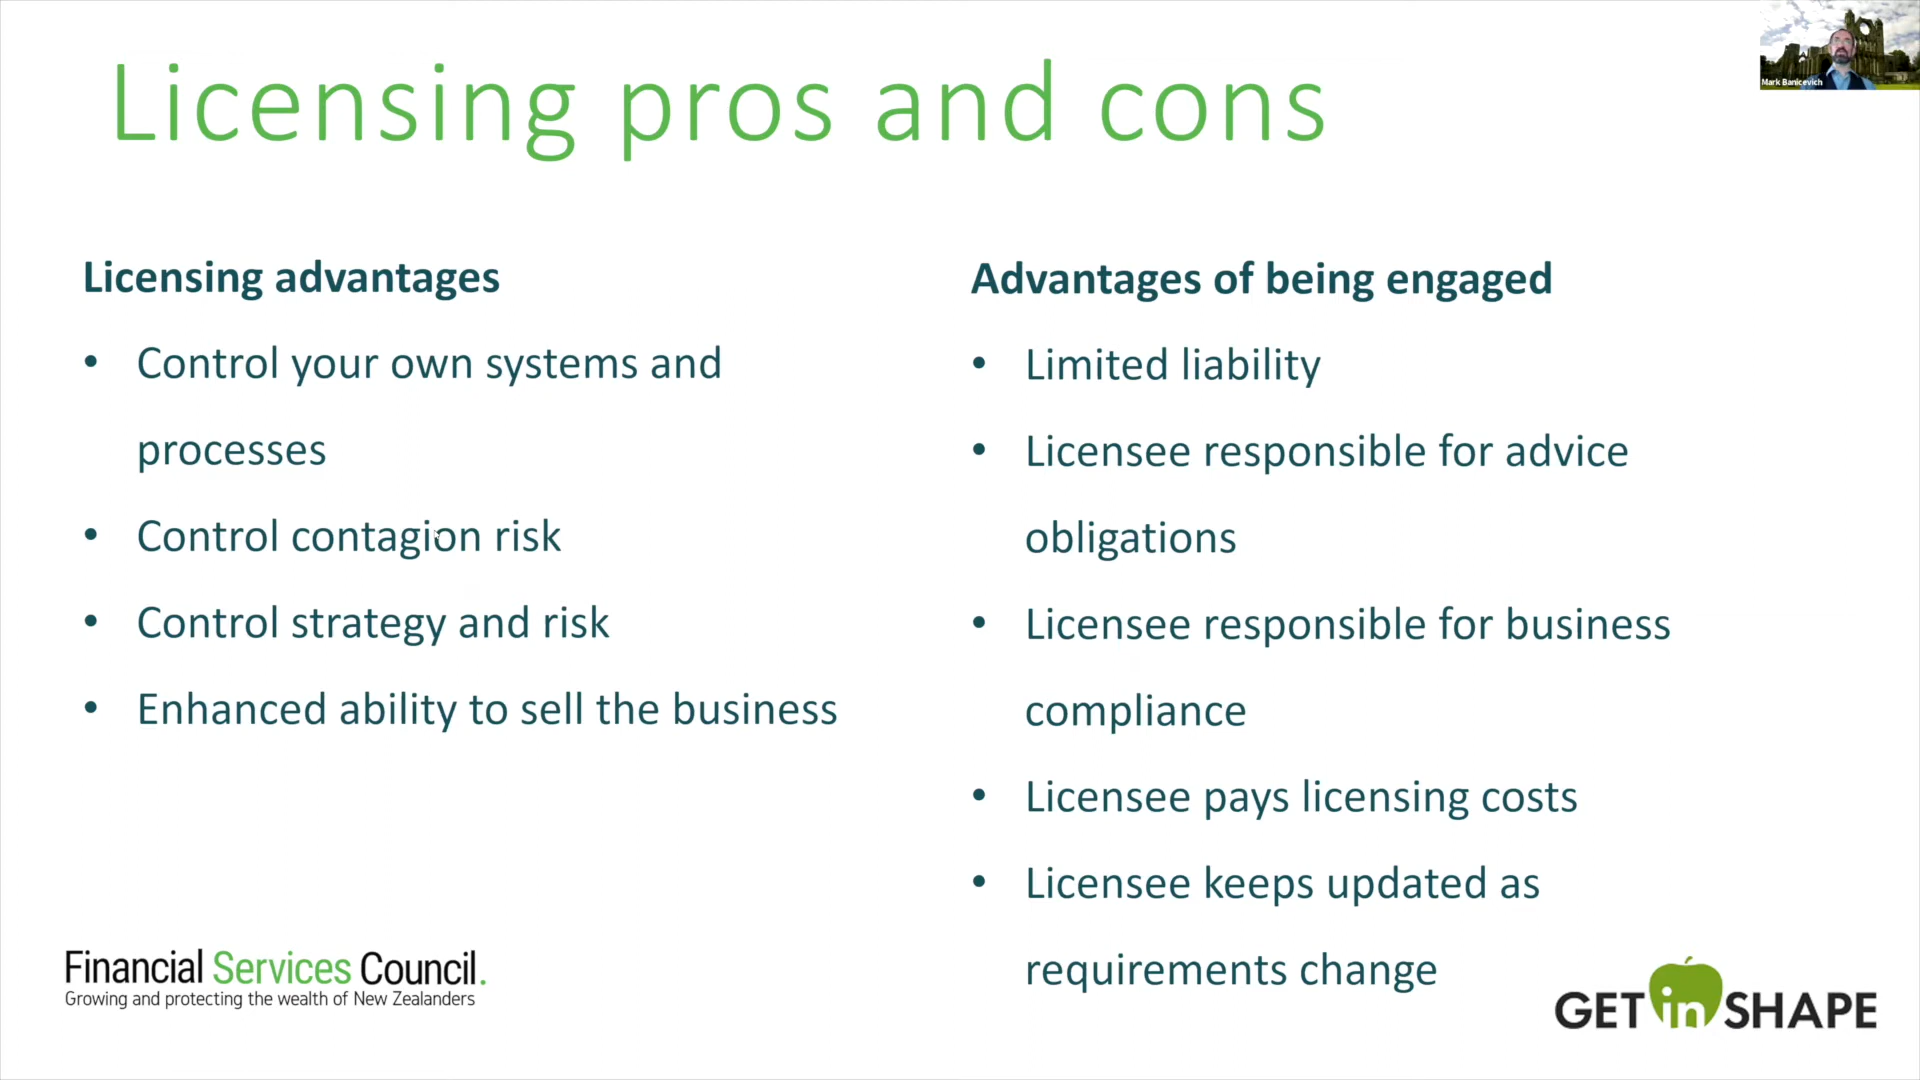 Licensing pros and cons
Mark Banicevich
Licensing advantages
• Control your own systems and
processes
• Control contagion risk
• Control strategy and risk
• Enhanced ability to sell the business
Advantages of being engaged
• Limited liability
• Licensee responsible for advice
obligations
• Licensee responsible for business
compliance
• Licensee pays licensing costs
• Licensee keeps updated as
requirements change
Financial Services Council.
Growing and protecting the wealth of New Zealanders
GET in SHAPE